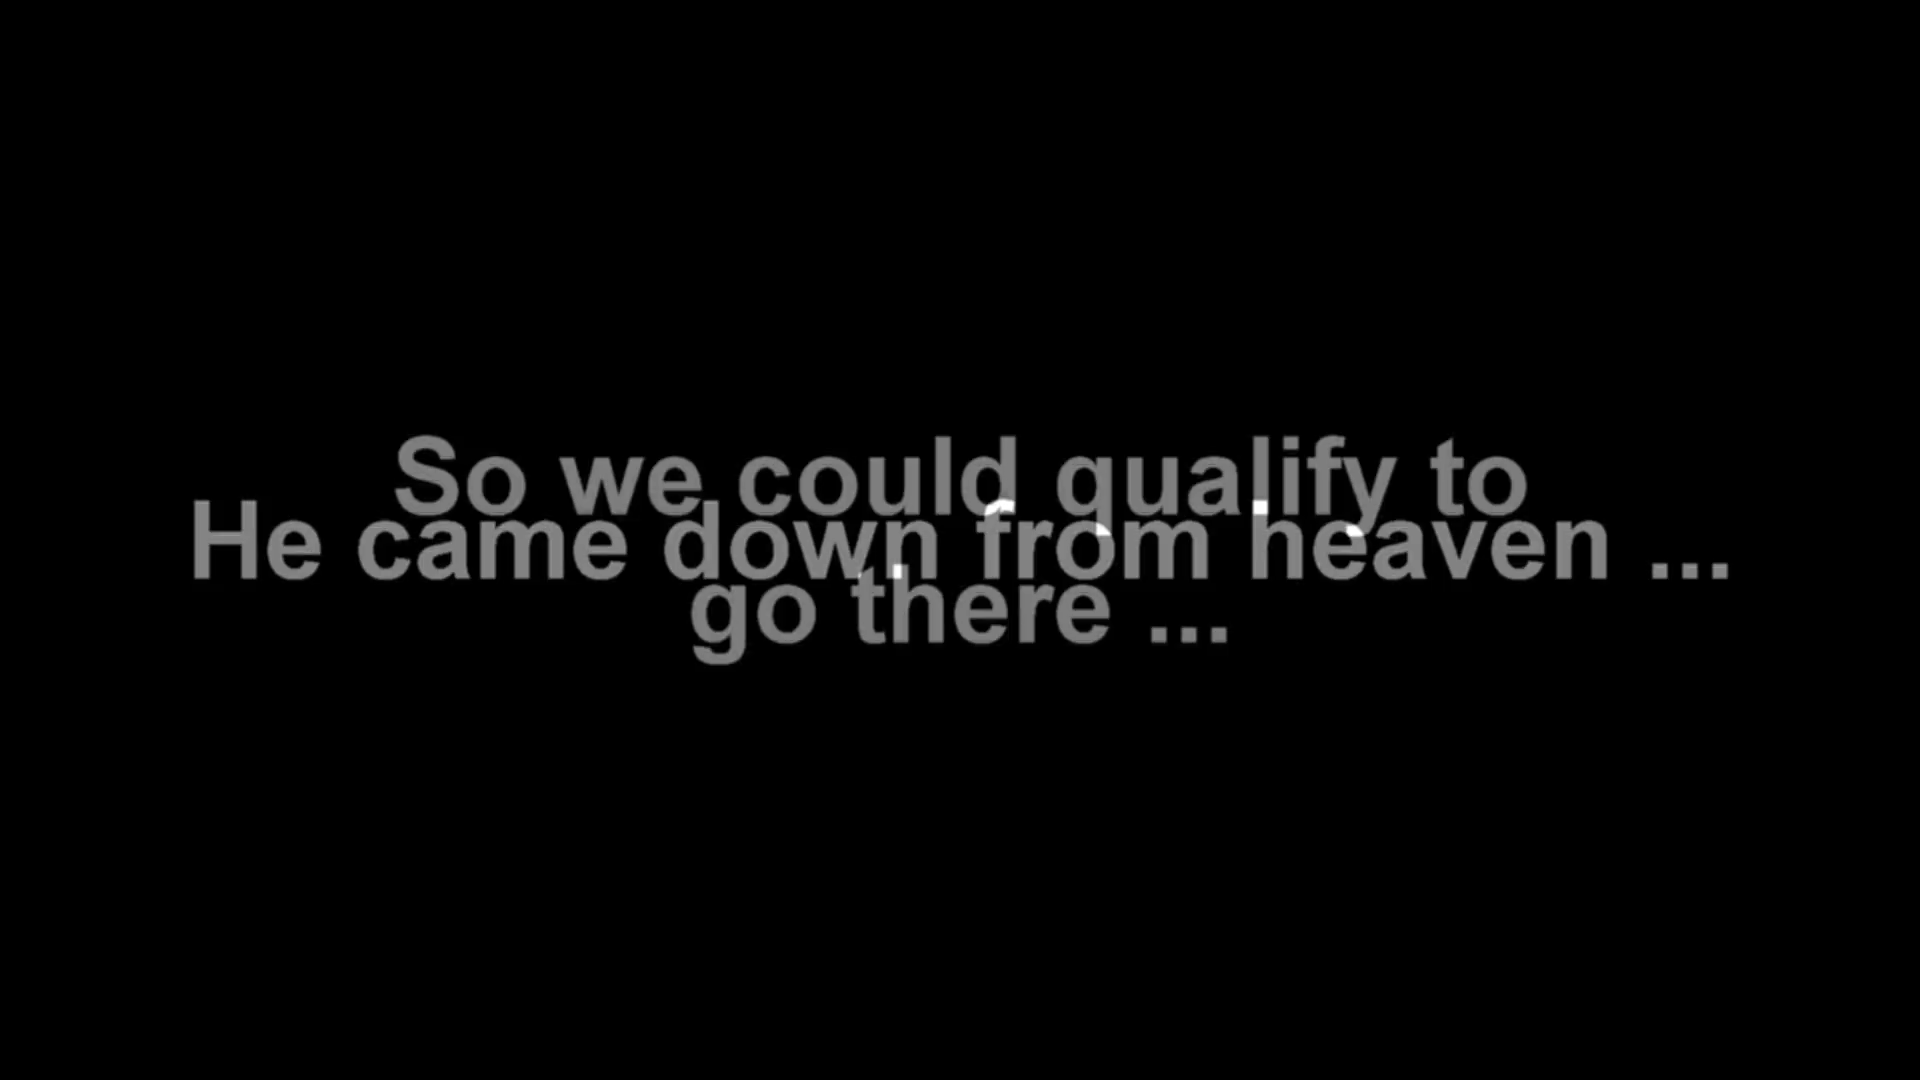 So we could qualify to
He came down from heaven ...
go there ...